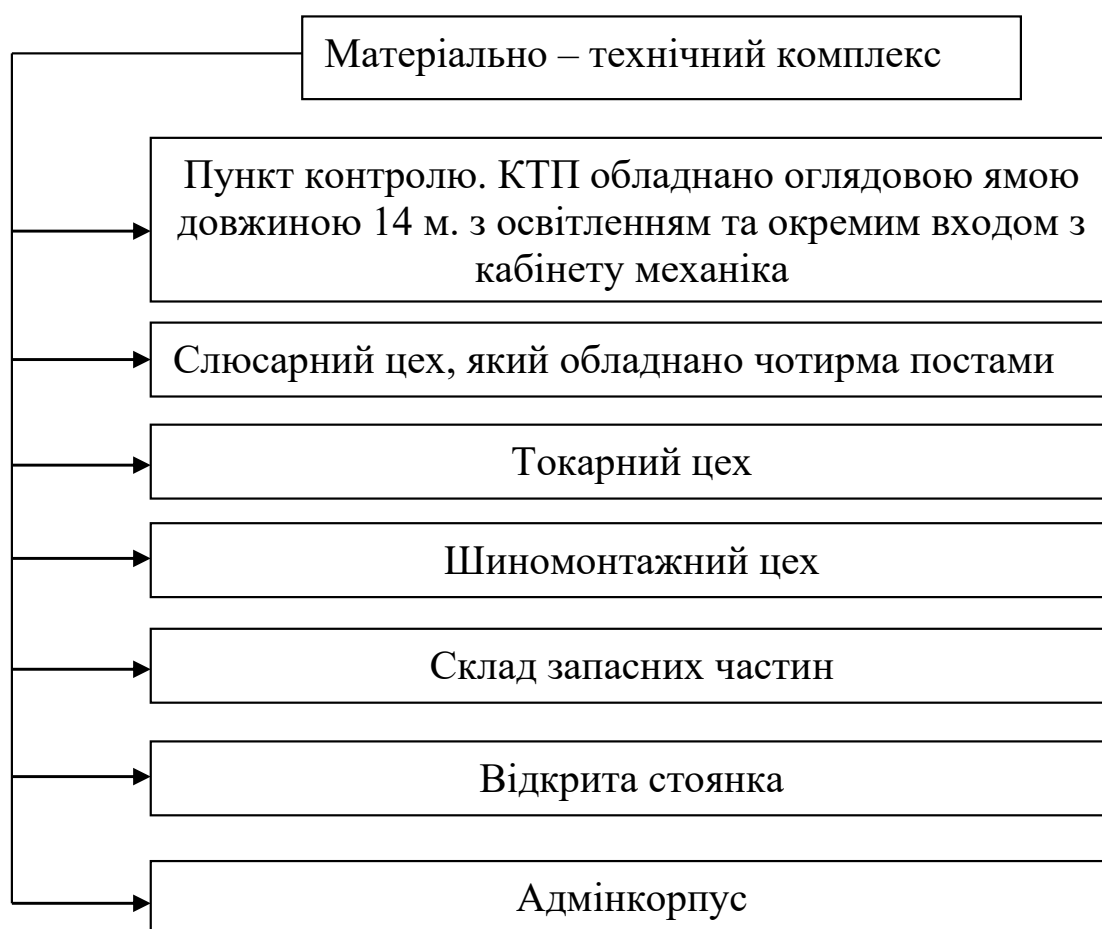 Матеріально – технічний комплекс
Пункт контролю. КТП обладнано оглядовою ямою
довжиною 14 м. з освітленням та окремим входом з
кабінету механіка
Слюсарний цех, який обладнано чотирма постами
Токарний цех
Шиномонтажний цех
Склад запасних частин
Відкрита стоянка
Адмінкорпус